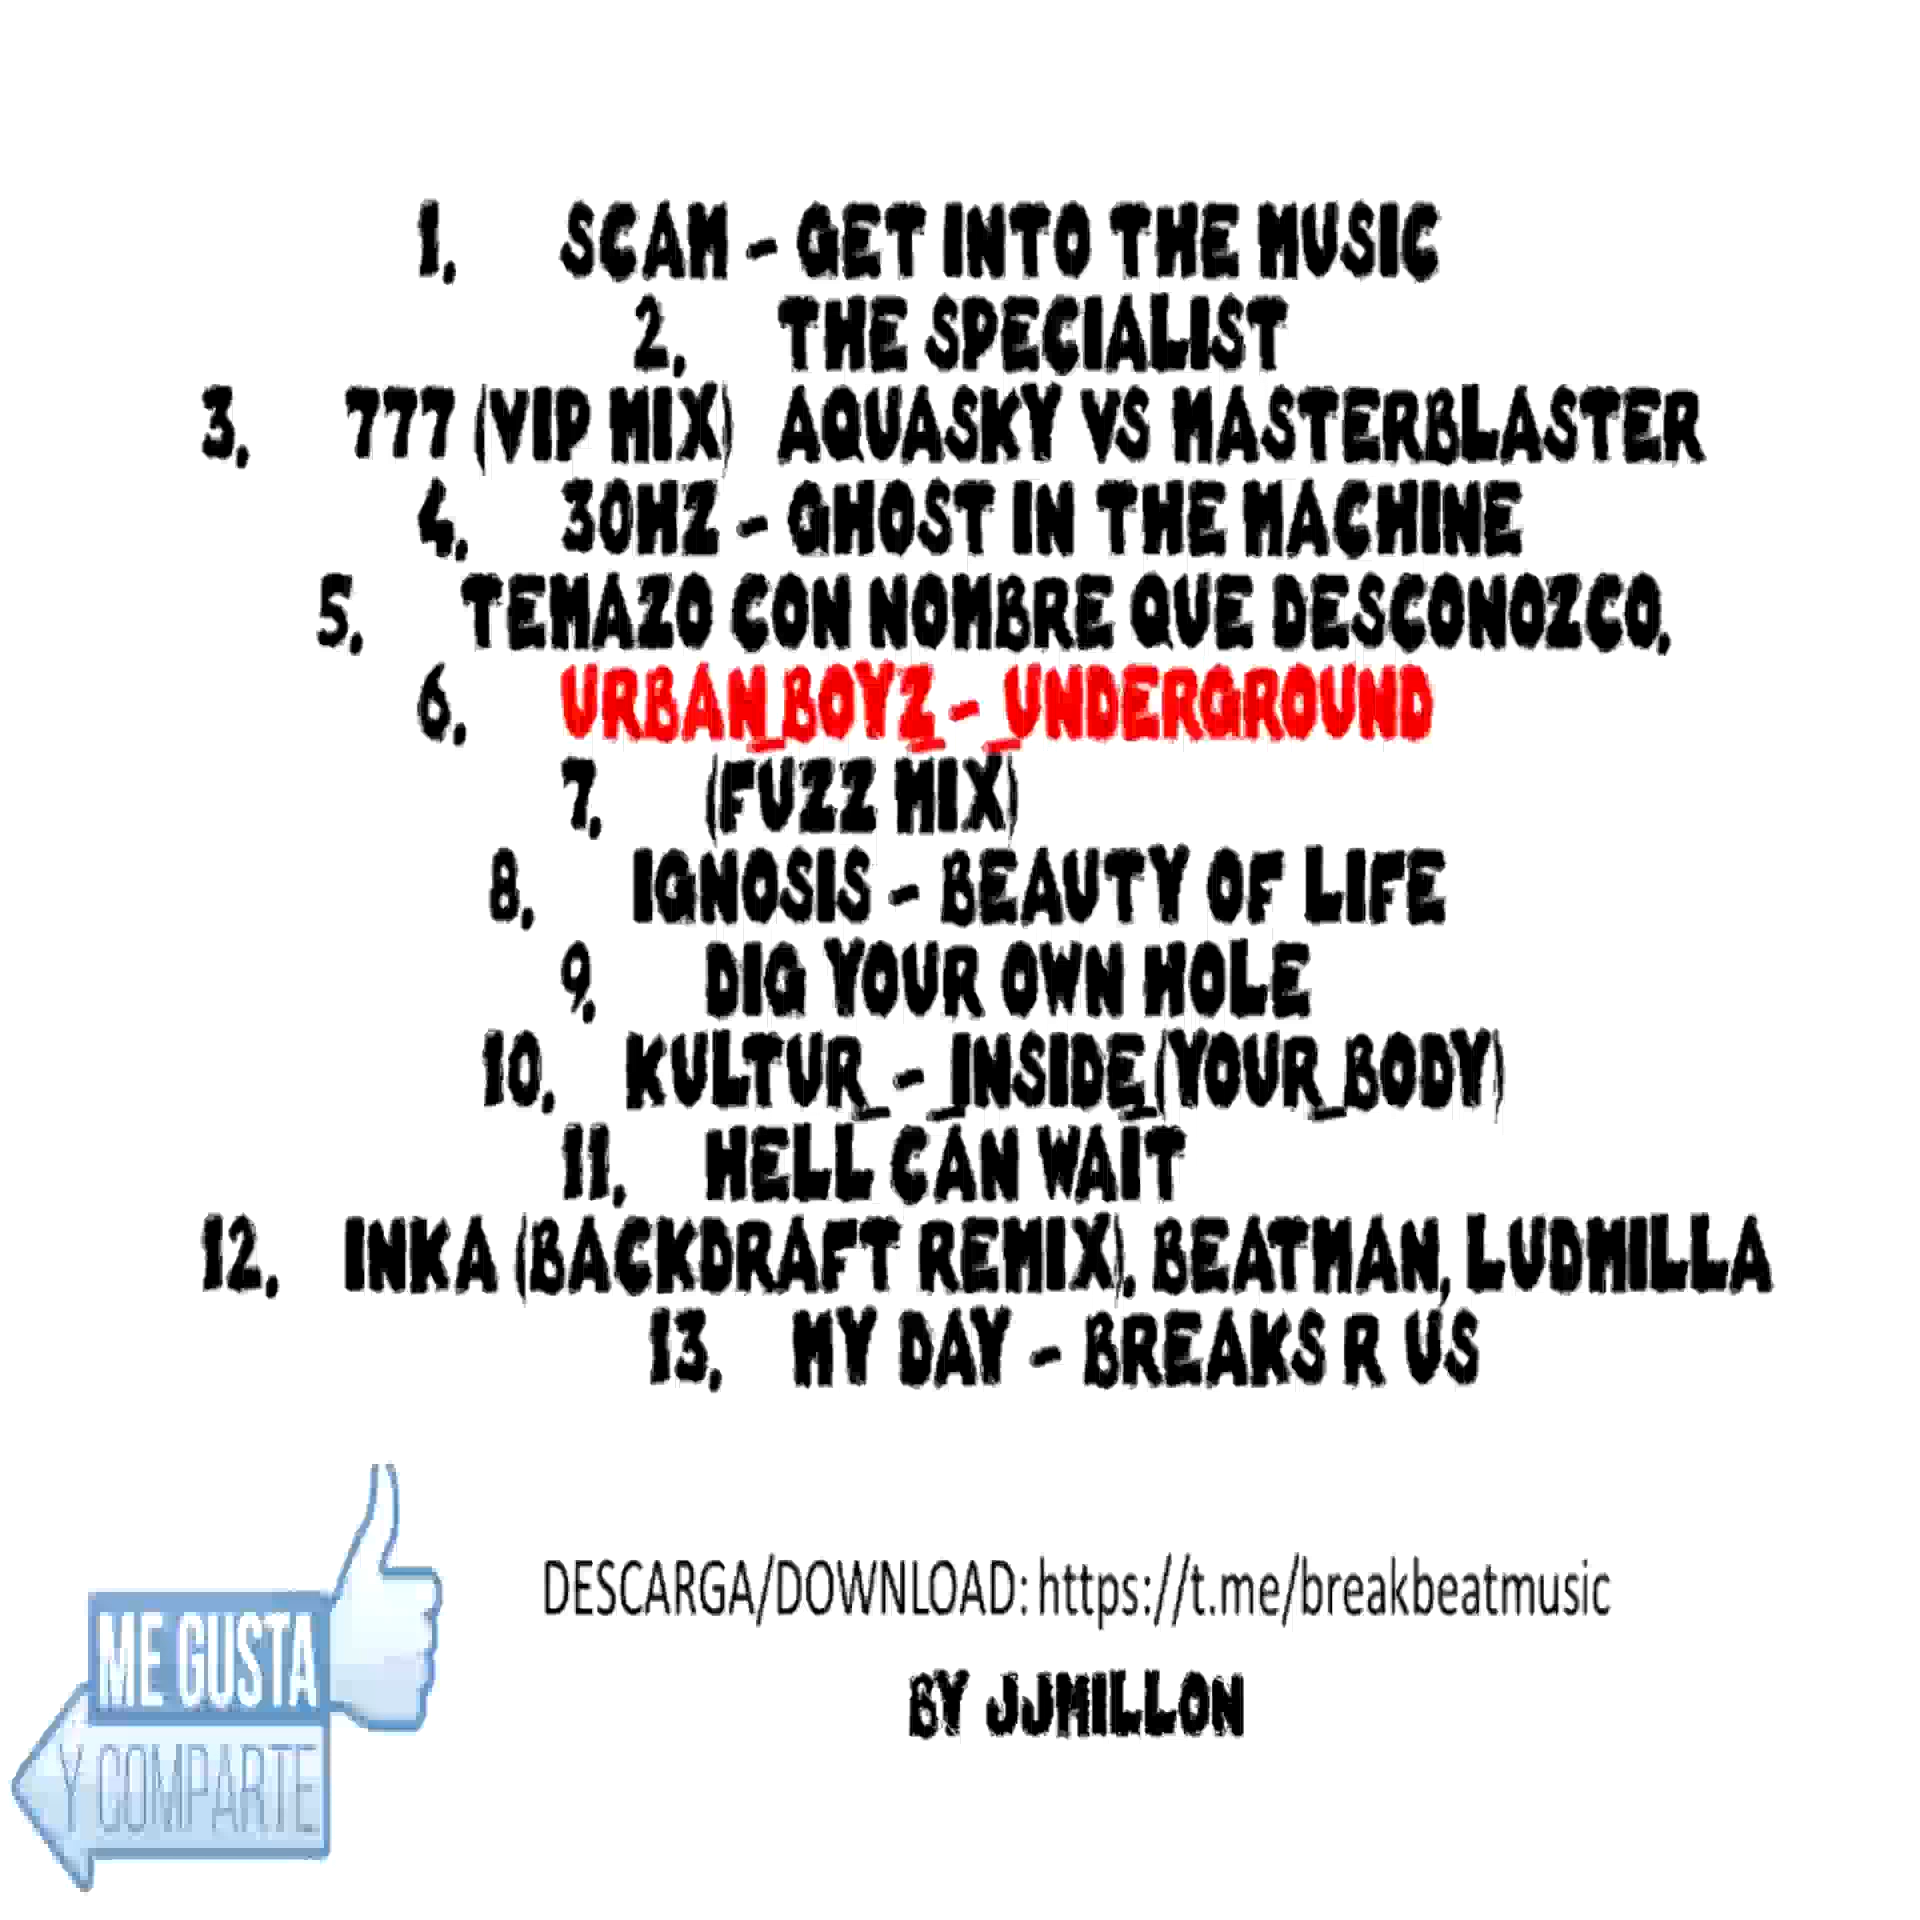 1. SCAM - GET INTO THE MUSIC
2. THE SPECIALIST
3. 777 (VIP MIX) AQUASKY VS MASTERBLASTER
4. 30HZ - GHOST IN THE MACHINE
5. TEMAZO CON NOMBRE QUE DESCONOZCO.
6. URBAN_BOYZ_-_UNDERGROUND
7. (FUZZ MIX)
8. IGNOSIS - BEAUTY OF LIFE
9. DIG YOUR OWN HOLE
10. KULTUR_-_INSIDE_(YOUR_BODY)
11. HELL CAN WAIT
12. INKA (BACKDRAFT REMIX), BEATMAN, LUDMILLA
13. MY DAY - BREAKS R US
DESCARGA/DOWNLOAD: https://t.me/breakbeatmusic
BY JJMILLON
ME GUSTA
Y COMPARTE